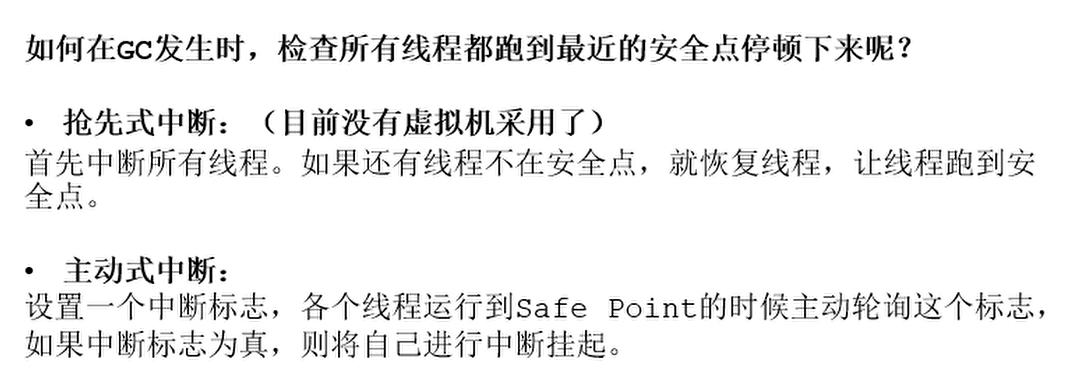 如何在GC发生时，检查所有线程都跑到最近的安全点停顿下来呢？
• 抢先式中断：（目前没有虚拟机采用了）
首先中断所有线程。如果还有线程不在安全点，就恢复线程，让线程跑到安
全点。
• 主动式中断：
设置一个中断标志，各个线程运行到Safe Point的时候主动轮询这个标志，
如果中断标志为真，则将自己进行中断挂起。